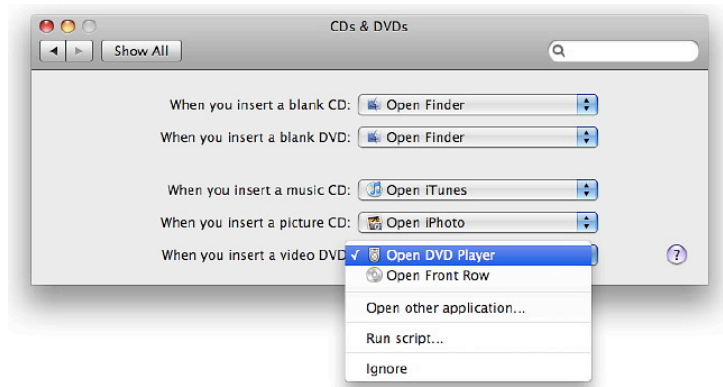 CDs & DVDs
Show All
When you insert a blank CD: Open Finder
When you insert a blank DVD: Open Finder
When you insert a music CD: Open iTunes
When you insert a picture CD: Open iPhoto
When you insert a video DVD ✓ Open DVD Player
?
Open Front Row
Open other application...
Run script...
Ignore